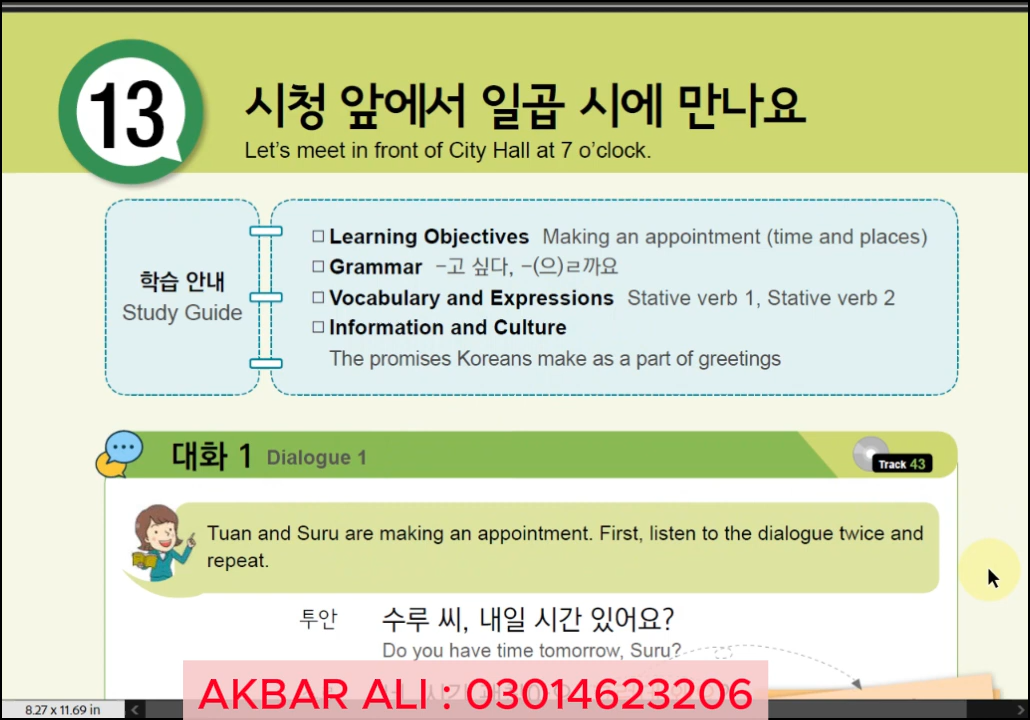 13
시청 앞에서 일곱 시에 만나요
Let's meet in front of City Hall at 7 o'clock.
학습 안내
Study Guide
□ Learning Objectives Making an appointment (time and places)
□ Grammar -고 싶다, -(으)ㄹ까요
□ Vocabulary and Expressions Stative verb 1, Stative verb 2
□ Information and Culture
The promises Koreans make as a part of greetings
대화 1 Dialogue 1
Track 43
Tuan and Suru are making an appointment. First, listen to the dialogue twice and
repeat.
투안 수루 씨, 내일 시간 있어요?
Do you have time tomorrow, Suru?
AKBAR ALI : 03014623206
8.27 x 11.69 in